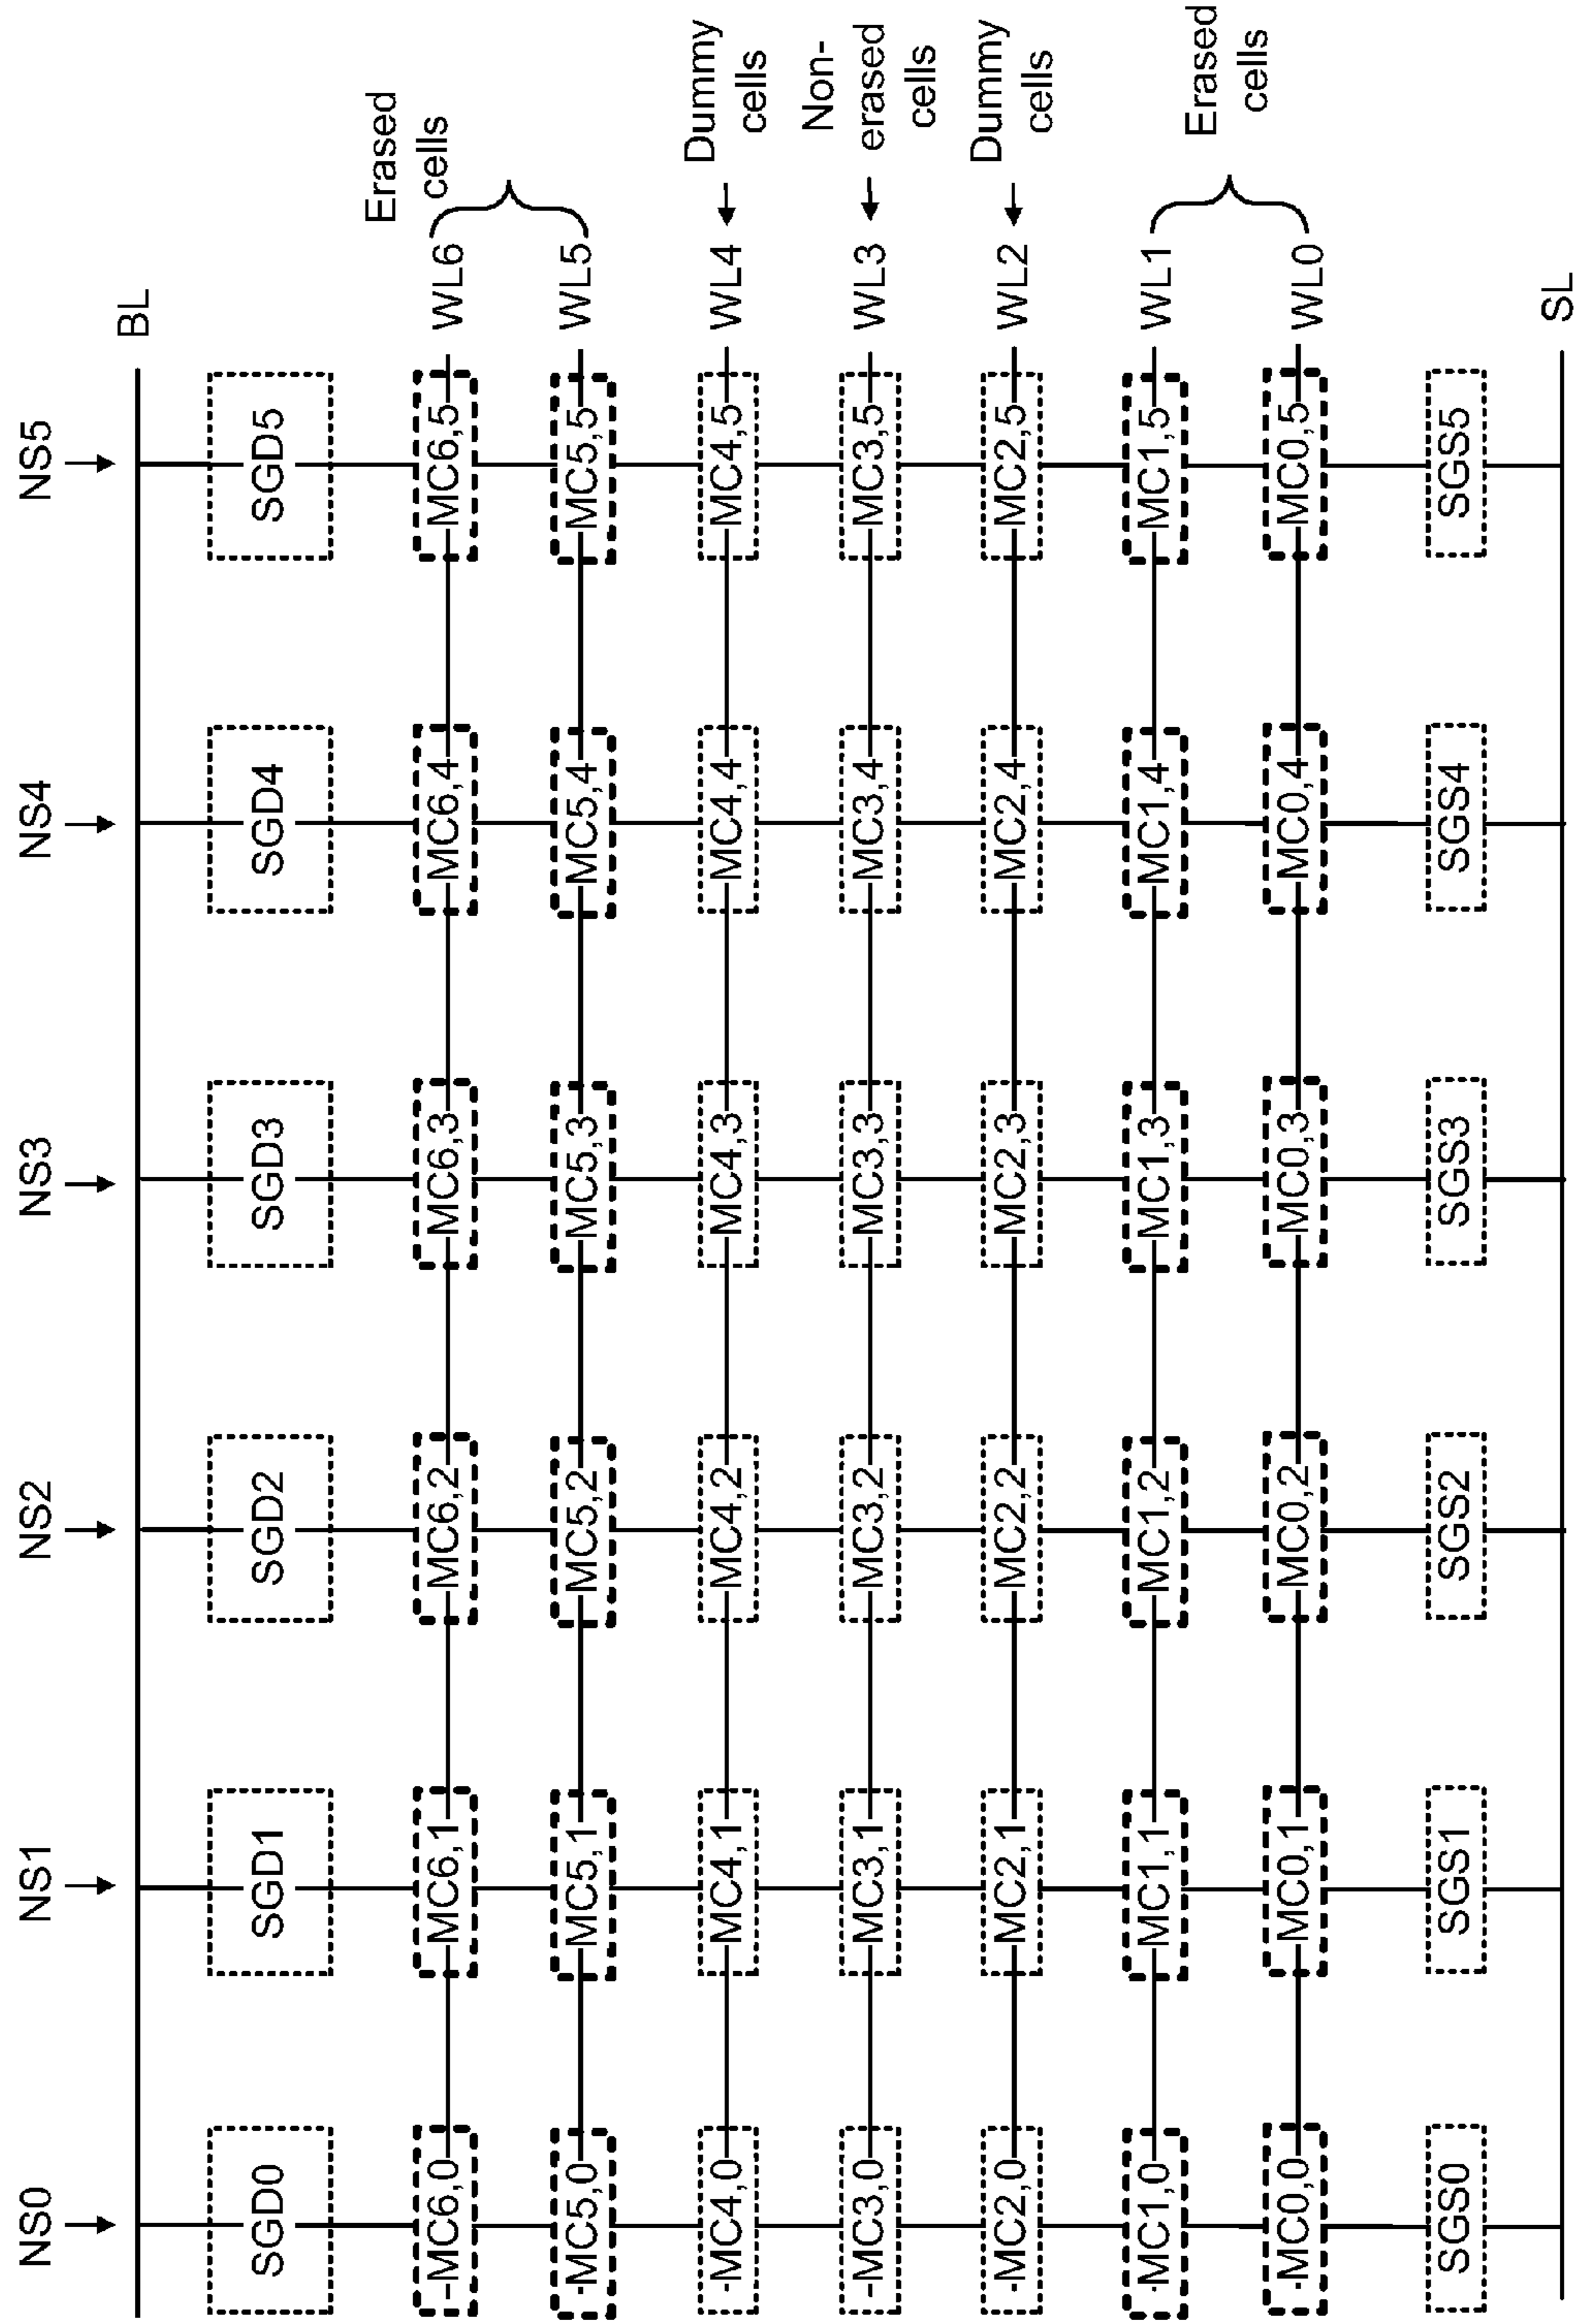 NS0 NS1 NS2 NS3 NS4 NS5
BL
SGD0 SGD1 SGD2 SGD3 SGD4 SGD5
Erased
cells
MC6,0 MC6,1 MC6,2 MC6,3 MC6,4 MC6,5 WL6
MC5,0 MC5,1 MC5,2 MC5,3 MC5,4 MC5,5 WL5
Dummy
cells
MC4,0 MC4,1 MC4,2 MC4,3 MC4,4 MC4,5 WL4
Non-
erased
cells
MC3,0 MC3,1 MC3,2 MC3,3 MC3,4 MC3,5 WL3
Dummy
cells
MC2,0 MC2,1 MC2,2 MC2,3 MC2,4 MC2,5 WL2
MC1,0 MC1,1 MC1,2 MC1,3 MC1,4 MC1,5 WL1
Erased
cells
MC0,0 MC0,1 MC0,2 MC0,3 MC0,4 MC0,5 WL0
SGS0 SGS1 SGS2 SGS3 SGS4 SGS5
SL